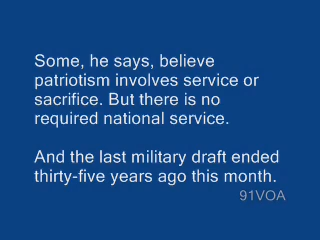 Some, he says, believe
patriotism involves service or
sacrifice. But there is no
required national service.
And the last military draft ended
thirty-five years ago this month.
91VOA